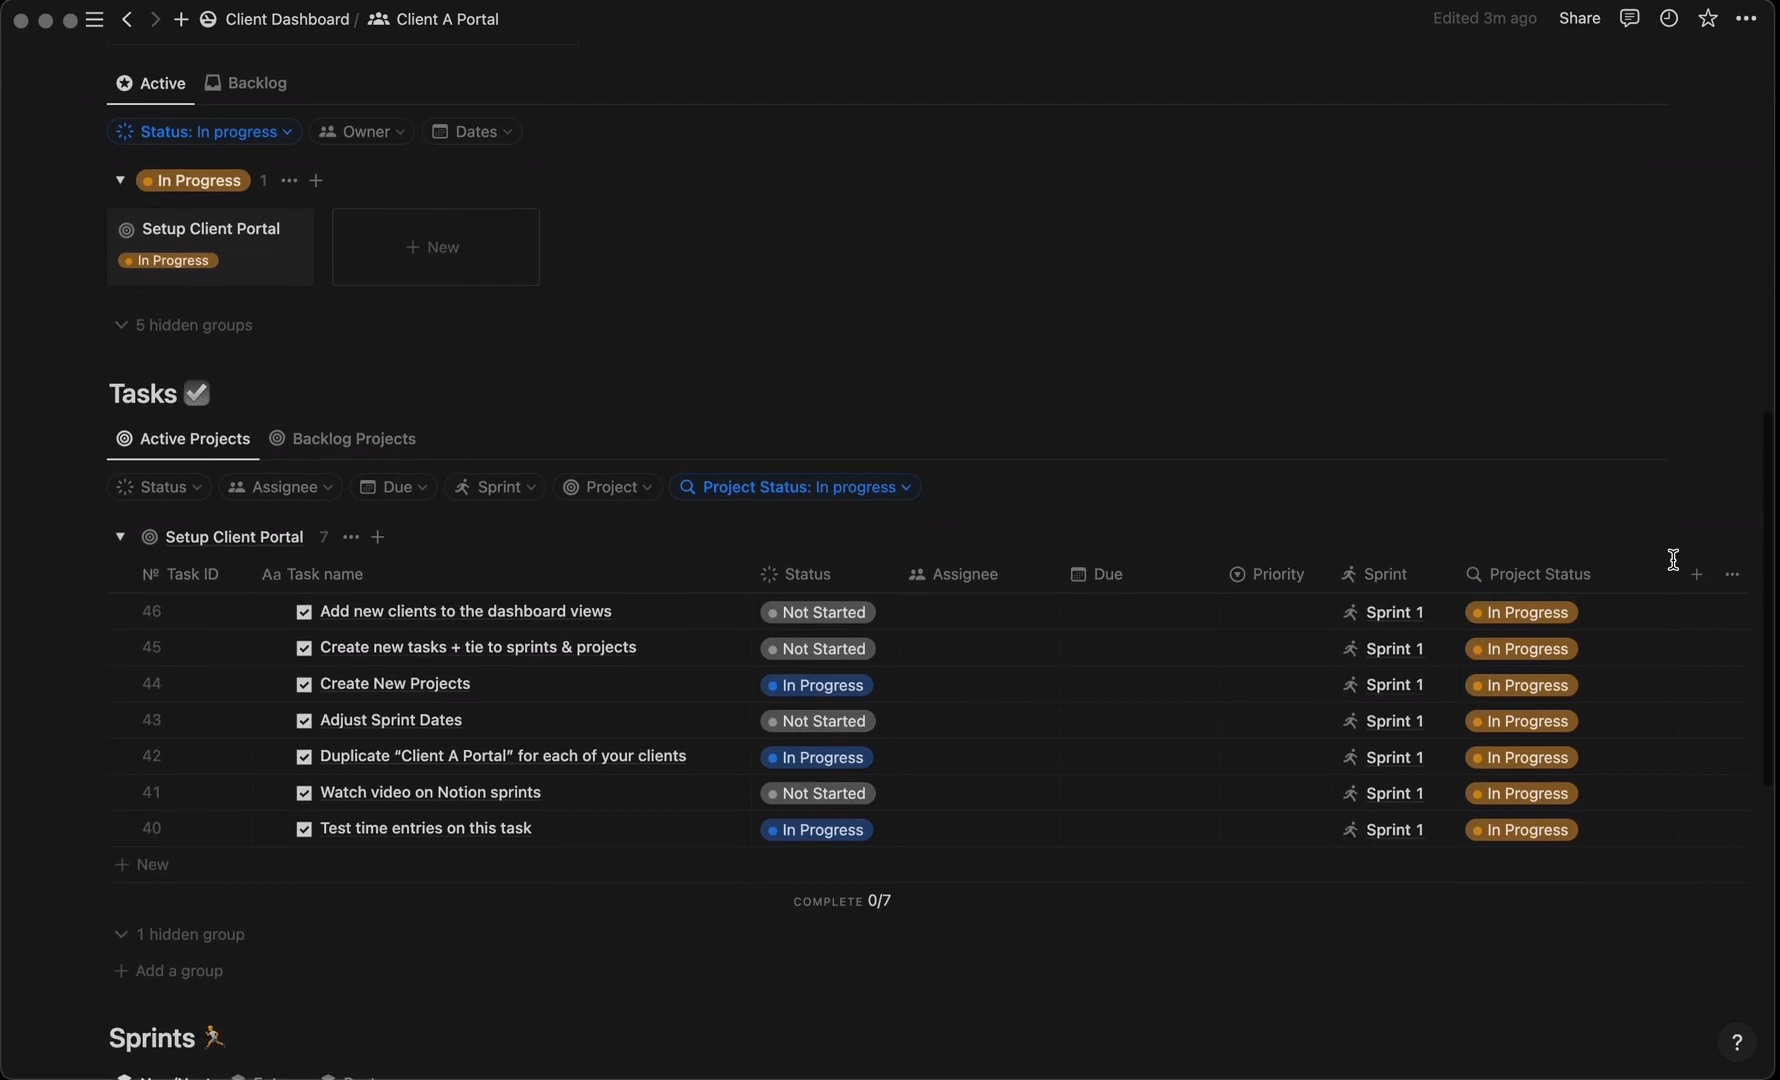 Client Dashboard / Client A Portal
Edited 3m ago Share
Active Backlog
Status: In progress Owner Dates
In Progress 1
Setup Client Portal
In Progress
+ New
5 hidden groups
Tasks
Active Projects Backlog Projects
Status Assignee Due Sprint Project Project Status: In progress
Setup Client Portal 7
Nº Task ID Aa Task name Status Assignee Due Priority Sprint Project Status
46 Add new clients to the dashboard views Not Started Sprint 1 In Progress
45 Create new tasks + tie to sprints & projects Not Started Sprint 1 In Progress
44 Create New Projects In Progress Sprint 1 In Progress
43 Adjust Sprint Dates Not Started Sprint 1 In Progress
42 Duplicate “Client A Portal” for each of your clients In Progress Sprint 1 In Progress
41 Watch video on Notion sprints Not Started Sprint 1 In Progress
40 Test time entries on this task In Progress Sprint 1 In Progress
+ New
COMPLETE 0/7
1 hidden group
+ Add a group
Sprints
?